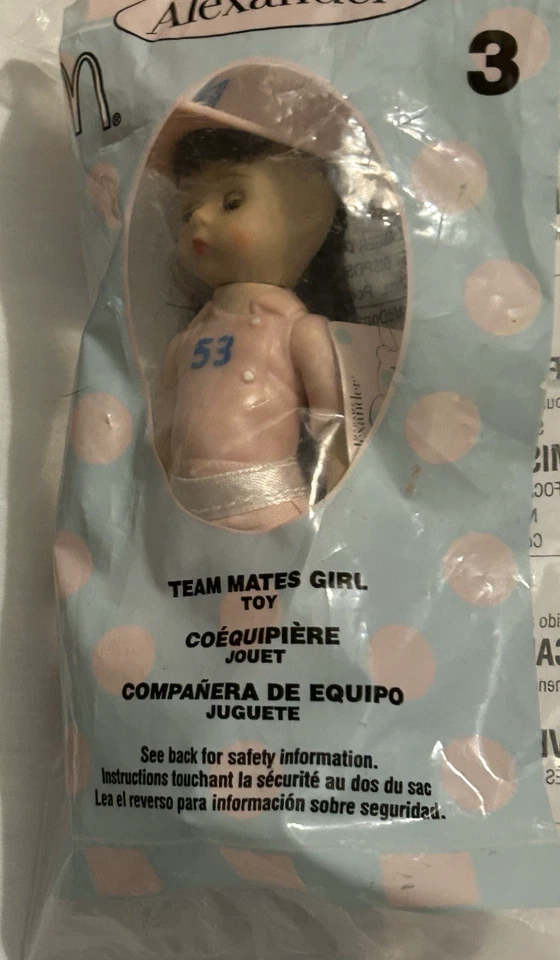 Alexander
3
®
53
TEAM MATES GIRL
TOY
COÉQUIPIÈRE
JOUET
COMPAÑERA DE EQUIPO
JUGUETE
See back for safety information.
Instructions touchant la sécurité au dos du sac
Lea el reverso para información sobre seguridad.